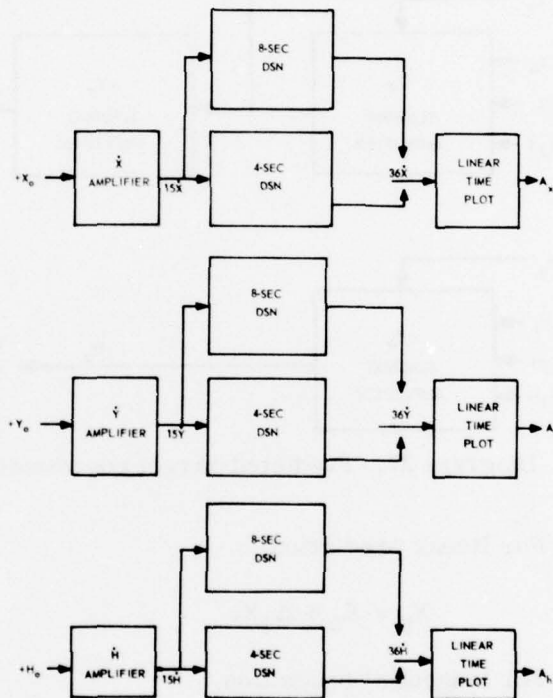 8-SEC
DSN
+X₀
Ẋ
AMPLIFIER
15Ẋ
4-SEC
DSN
36Ẋ
LINEAR
TIME
PLOT
Aₓ
8-SEC
DSN
+Y₀
Ẏ
AMPLIFIER
15Ẏ
4-SEC
DSN
36Ẏ
LINEAR
TIME
PLOT
A
8-SEC
DSN
+H₀
Ḣ
AMPLIFIER
15Ḣ
4-SEC
DSN
36Ḣ
LINEAR
TIME
PLOT